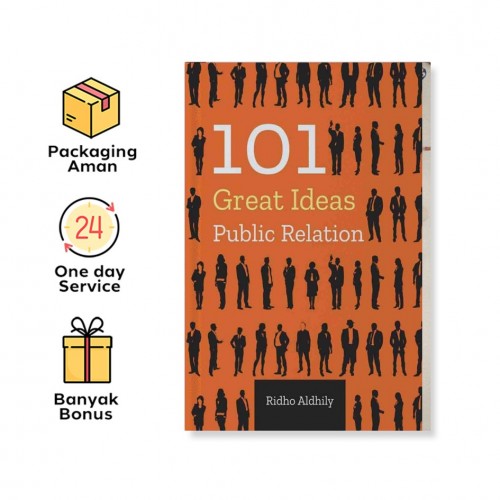 Packaging
Aman
24
One day
Service
Banyak
Bonus
101
Great Ideas
Public Relation
Ridho Aldhily